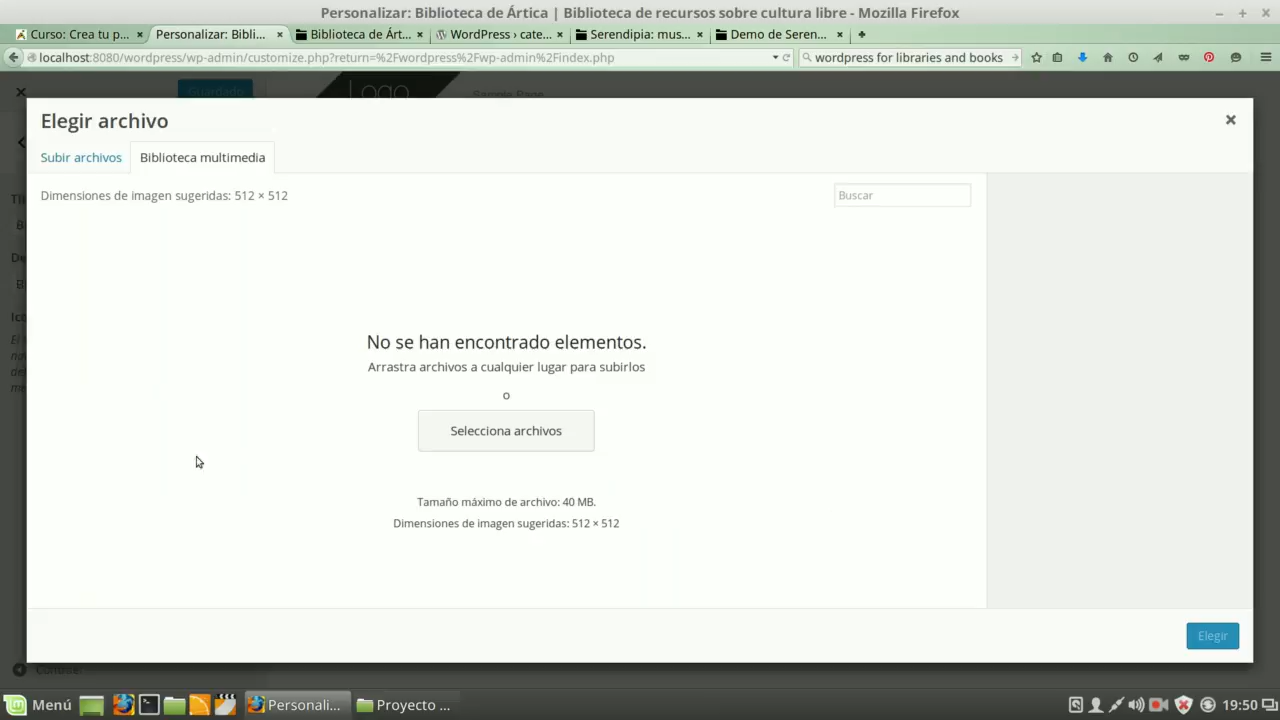 Personalizar: Biblioteca de Ártica | Biblioteca de recursos sobre cultura libre - Mozilla Firefox
Curso: Crea tu p... × Personalizar: Bibli... × Biblioteca de Árt... × WordPress › cate... × Serendipia: mus... × Demo de Seren... ×
localhost:8080/wordpress/wp-admin/customize.php?return=%2Fwordpress%2Fwp-admin%2Findex.php
wordpress for libraries and books
Guardado
Logo
Sample Page
Elegir archivo
Subir archivos
Biblioteca multimedia
Dimensiones de imagen sugeridas: 512 × 512
Buscar
No se han encontrado elementos.
Arrastra archivos a cualquier lugar para subirlos
o
Selecciona archivos
Tamaño máximo de archivo: 40 MB.
Dimensiones de imagen sugeridas: 512 × 512
Elegir
Menú
Personali...
Proyecto ...
19:50